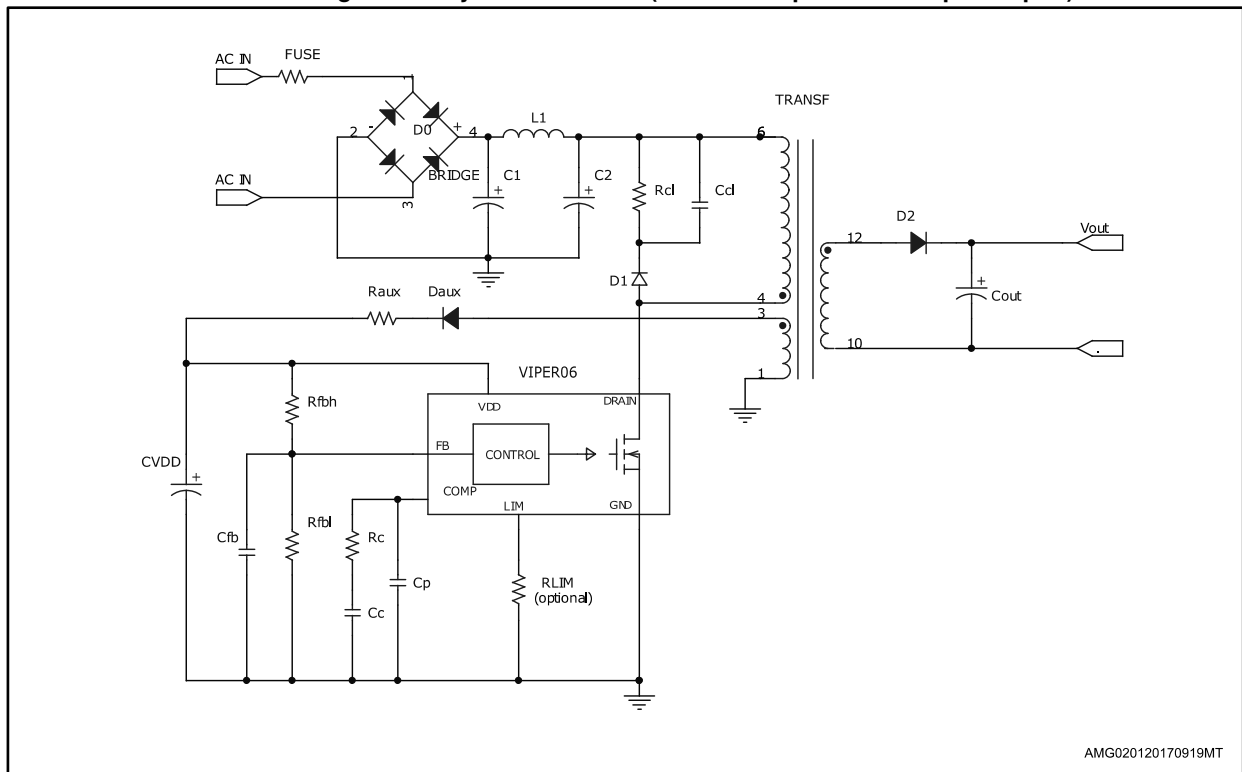 AC IN
FUSE
1
TRANSF
L1
6
2
-
D0
+
4
BRIDGE
C1
+
C2
+
Rcl
Ccl
AC IN
3
D2
12
Vout
D1
+
Cout
Raux
Daux
4
3
10
.
1
VIPER06
Rfbh
VDD
DRAIN
FB
CONTROL
CVDD
+
COMP
LIM
GND
Cfb
Rfbl
Rc
Cp
RLIM
(optional)
Cc
AMG020120170919MT